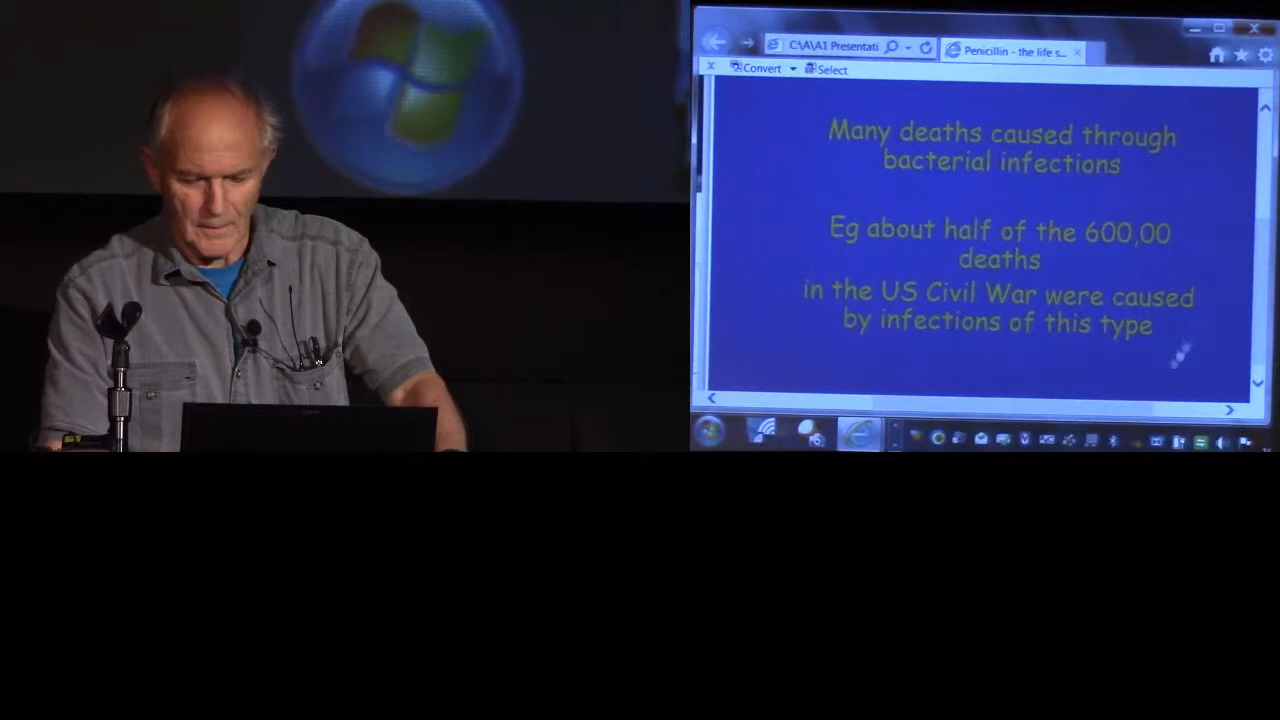 C:\A\A1 Presentati
Penicillin - the life s...
Convert
Select
Many deaths caused through
bacterial infections
Eg about half of the 600,00
deaths
in the US Civil War were caused
by infections of this type